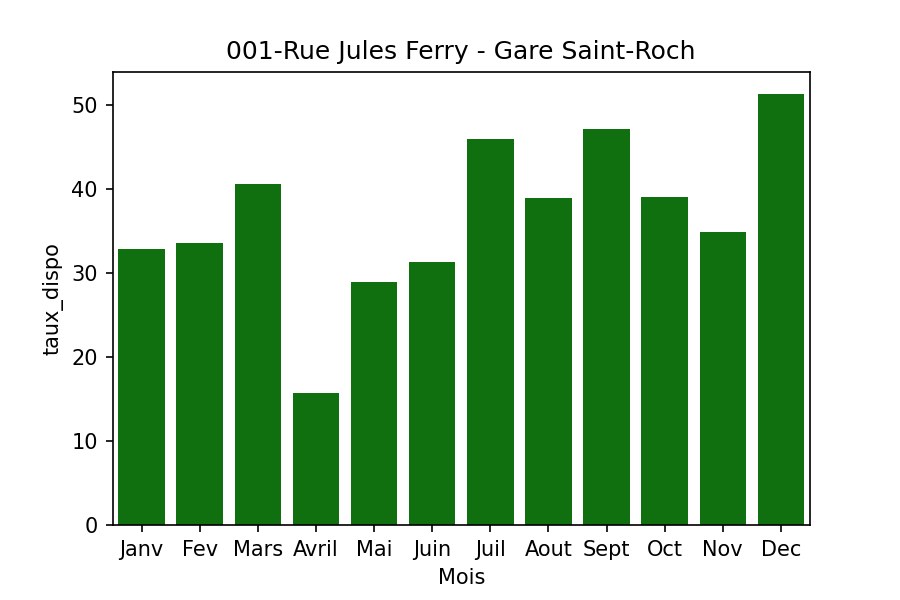 001-Rue Jules Ferry - Gare Saint-Roch
taux_dispo
50
40
30
20
10
0
Janv Fev Mars Avril Mai Juin Juil Aout Sept Oct Nov Dec
Mois